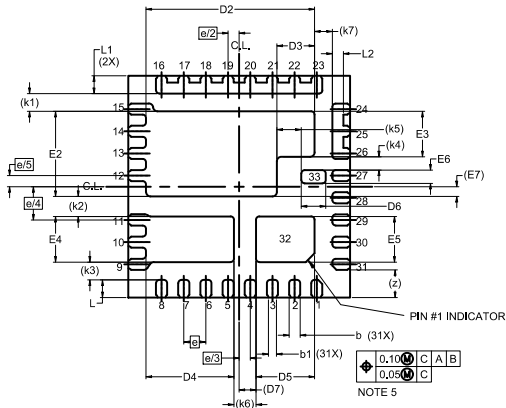 D2
e/2
C.L.
D3
(k7)
L1
(2X)
L2
16 17 18 19 20 21 22 23
(k1)
15
24
14
25
E3
(k5)
(k4)
E2
13
26
E6
12
33
27
(E7)
e/5
C.L.
e/4
28
D6
(k2)
11
29
E4
10
32
30
E5
(k3)
9
31
(z)
L
8 7 6 5 4 3 2 1
PIN #1 INDICATOR
e
b (31X)
e/3
b1 (31X)
D4
D5
(D7)
(k6)
0.10 M C A B
0.05 M C
NOTE 5